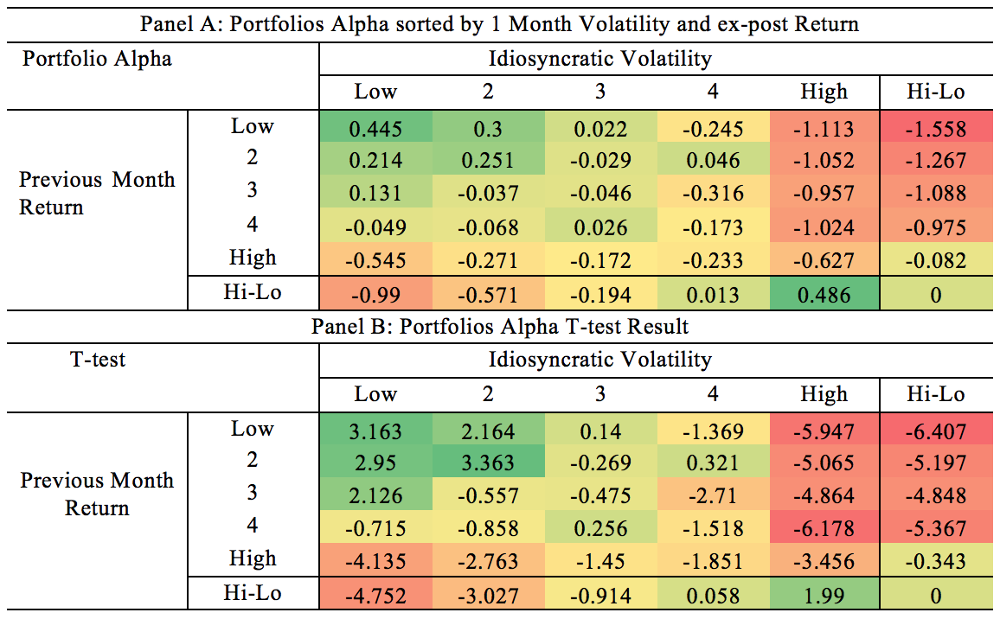 Panel A: Portfolios Alpha sorted by 1 Month Volatility and ex-post Return
Portfolio Alpha Idiosyncratic Volatility
Low 2 3 4 High Hi-Lo
Previous Month Return
Low 0.445 0.3 0.022 -0.245 -1.113 -1.558
2 0.214 0.251 -0.029 0.046 -1.052 -1.267
3 0.131 -0.037 -0.046 -0.316 -0.957 -1.088
4 -0.049 -0.068 0.026 -0.173 -1.024 -0.975
High -0.545 -0.271 -0.172 -0.233 -0.627 -0.082
Hi-Lo -0.99 -0.571 -0.194 0.013 0.486 0
Panel B: Portfolios Alpha T-test Result
T-test Idiosyncratic Volatility
Low 2 3 4 High Hi-Lo
Previous Month Return
Low 3.163 2.164 0.14 -1.369 -5.947 -6.407
2 2.95 3.363 -0.269 0.321 -5.065 -5.197
3 2.126 -0.557 -0.475 -2.71 -4.864 -4.848
4 -0.715 -0.858 0.256 -1.518 -6.178 -5.367
High -4.135 -2.763 -1.45 -1.851 -3.456 -0.343
Hi-Lo -4.752 -3.027 -0.914 0.058 1.99 0